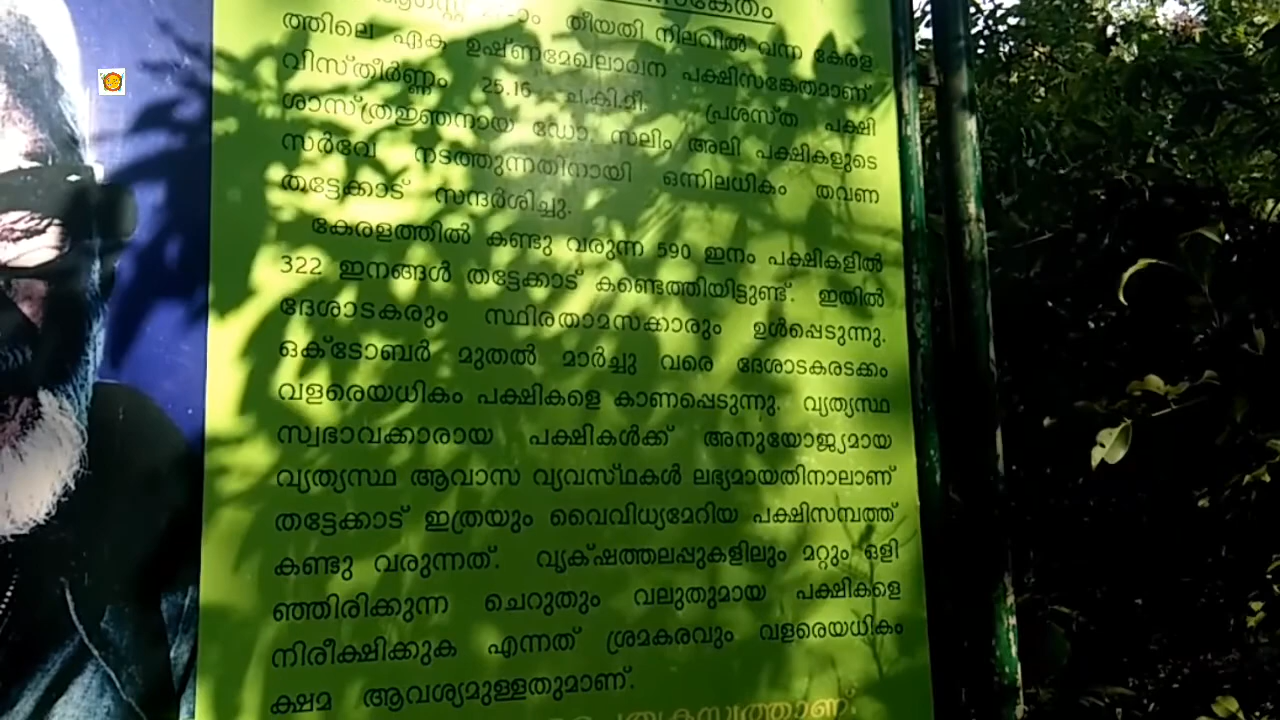 തീയതി നിലവിൽ വന്ന കേരള
ത്തിലെ ഏക ഉഷ്ണമേഖലാവന പക്ഷിസങ്കേതമാണ്.
വിസ്തീർണ്ണം 25.16 ച.കി.മീ. പ്രശസ്ത പക്ഷി
ശാസ്ത്രജ്ഞനായ ഡോ. സലിം അലി പക്ഷികളുടെ
സർവേ നടത്തുന്നതിനായി ഒന്നിലധികം തവണ
തട്ടേക്കാട് സന്ദർശിച്ചു.
കേരളത്തിൽ കണ്ടു വരുന്ന 590 ഇനം പക്ഷികളിൽ
322 ഇനങ്ങൾ തട്ടേക്കാട് കണ്ടെത്തിയിട്ടുണ്ട്. ഇതിൽ
ദേശാടകരും സ്ഥിരതാമസക്കാരും ഉൾപ്പെടുന്നു.
ഒക്ടോബർ മുതൽ മാർച്ചു വരെ ദേശാടകരടക്കം
വളരെയധികം പക്ഷികളെ കാണപ്പെടുന്നു. വ്യത്യസ്ഥ
സ്വഭാവക്കാരായ പക്ഷികൾക്ക് അനുയോജ്യമായ
വ്യത്യസ്ഥ ആവാസ വ്യവസ്ഥകൾ ലഭ്യമായതിനാലാണ്
തട്ടേക്കാട് ഇത്രയും വൈവിധ്യമേറിയ പക്ഷിസമ്പത്ത്
കണ്ടു വരുന്നത്. വ്യക്ഷത്തലപ്പുകളിലും മറ്റും ഒളി
ഞ്ഞിരിക്കുന്ന ചെറുതും വലുതുമായ പക്ഷികളെ
നിരീക്ഷിക്കുക എന്നത് ശ്രമകരവും വളരെയധികം
ക്ഷമ ആവശ്യമുള്ളതുമാണ്.